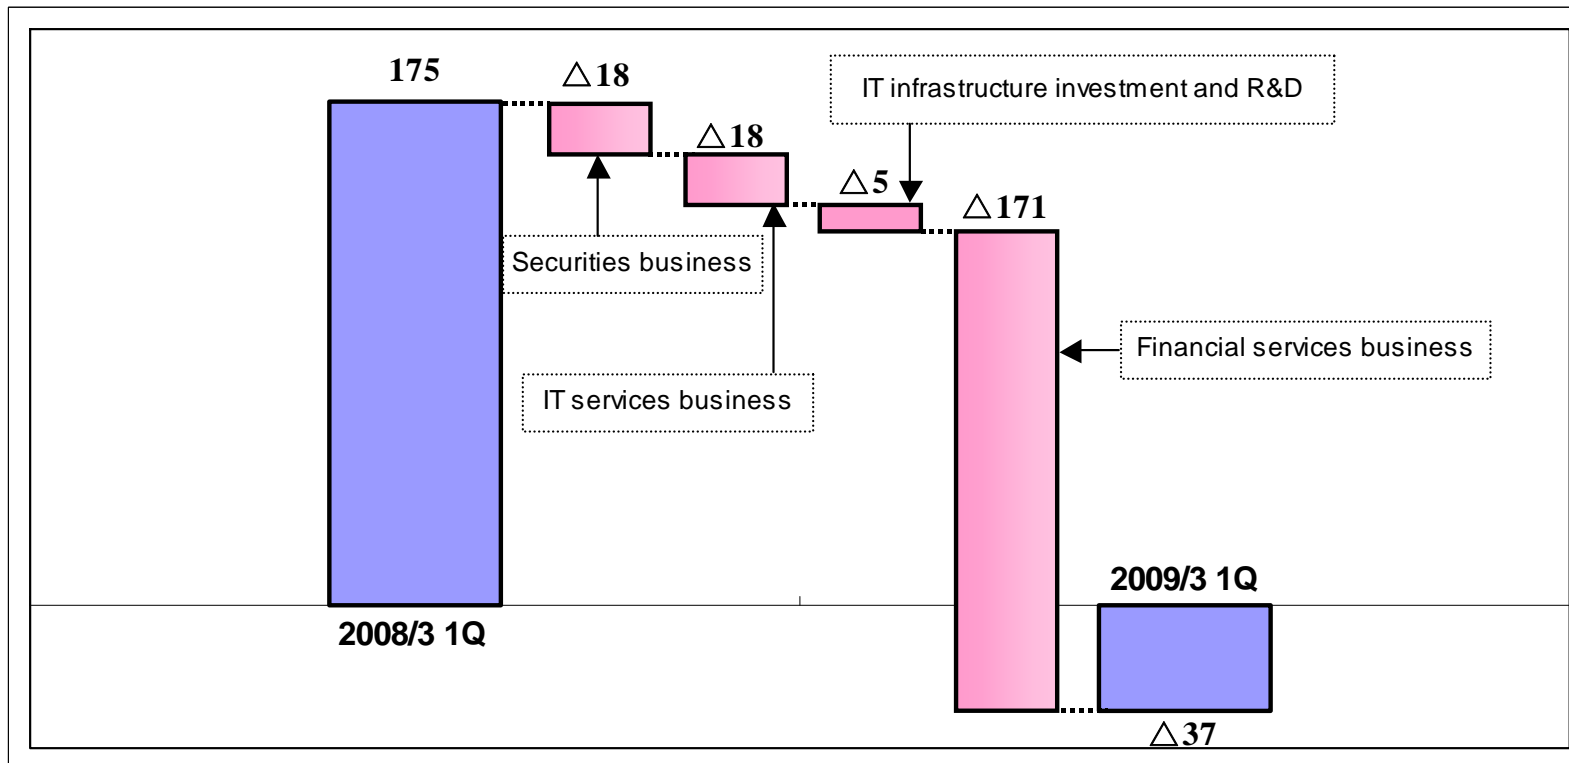 175
△18
IT infrastructure investment and R&D
△18
△5
△171
Securities business
Financial services business
IT services business
2009/3 1Q
2008/3 1Q
△37